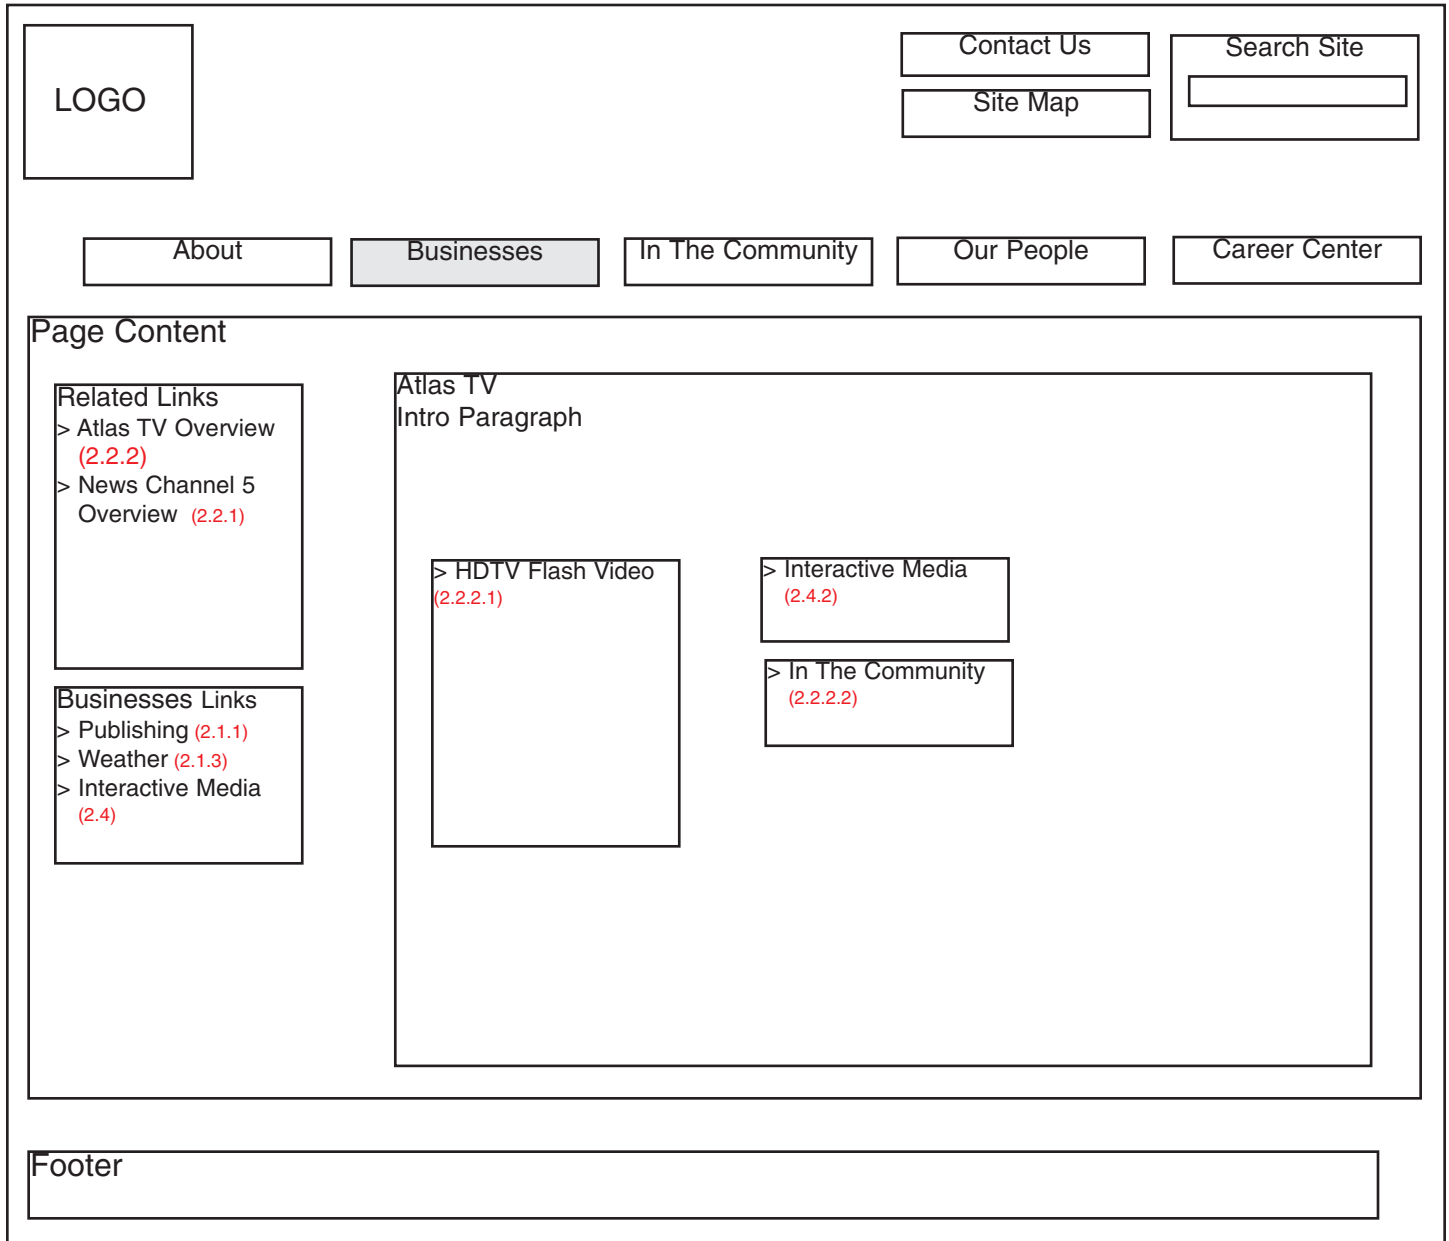 LOGO
Contact Us
Site Map
Search Site
About
Businesses
In The Community
Our People
Career Center
Page Content
Related Links
> Atlas TV Overview
(2.2.2)
> News Channel 5
Overview (2.2.1)
Businesses Links
> Publishing (2.1.1)
> Weather (2.1.3)
> Interactive Media
(2.4)
Atlas TV
Intro Paragraph
> HDTV Flash Video
(2.2.2.1)
> Interactive Media
(2.4.2)
> In The Community
(2.2.2.2)
Footer